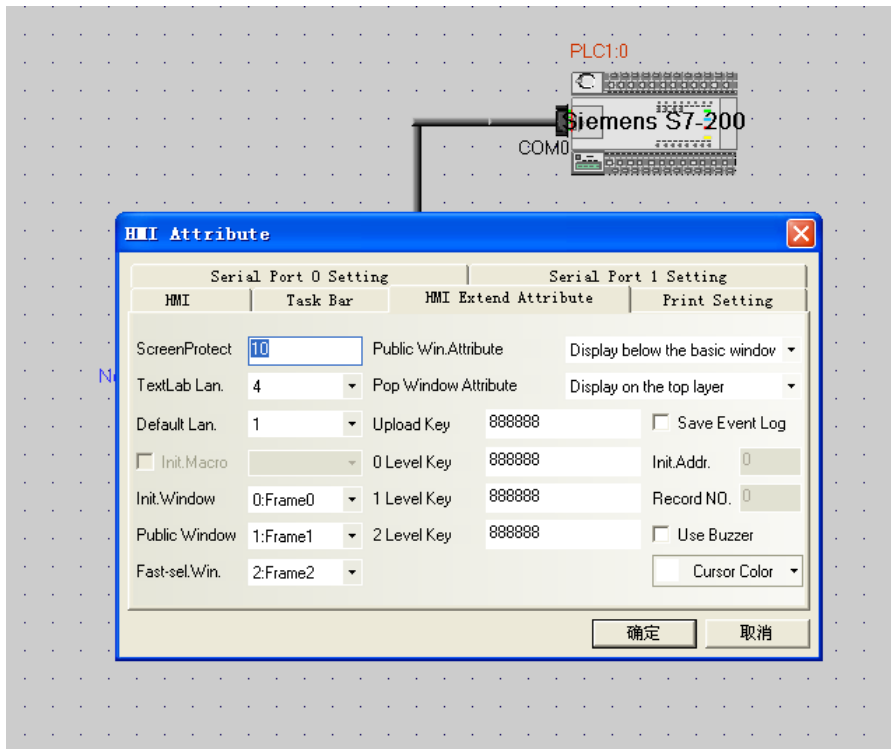 PLC1:0
Siemens S7-200
COM0
HMI Attribute
Serial Port 0 Setting Serial Port 1 Setting
HMI Task Bar HMI Extend Attribute Print Setting
ScreenProtect 10 Public Win.Attribute Display below the basic window
TextLab Lan. 4 Pop Window Attribute Display on the top layer
Default Lan. 1 Upload Key 888888 Save Event Log
Init.Macro 0 Level Key 888888 Init.Addr. 0
Init.Window 0:Frame0 1 Level Key 888888 Record NO. 0
Public Window 1:Frame1 2 Level Key 888888 Use Buzzer
Fast-sel.Win. 2:Frame2 Cursor Color
确定 取消